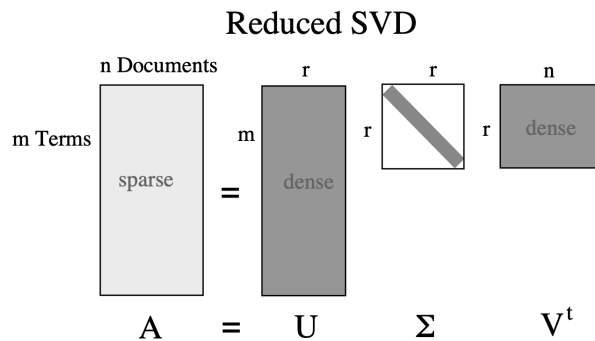 Reduced SVD
n Documents r r n
m Terms m r r
sparse = dense dense
A = U Σ V^t